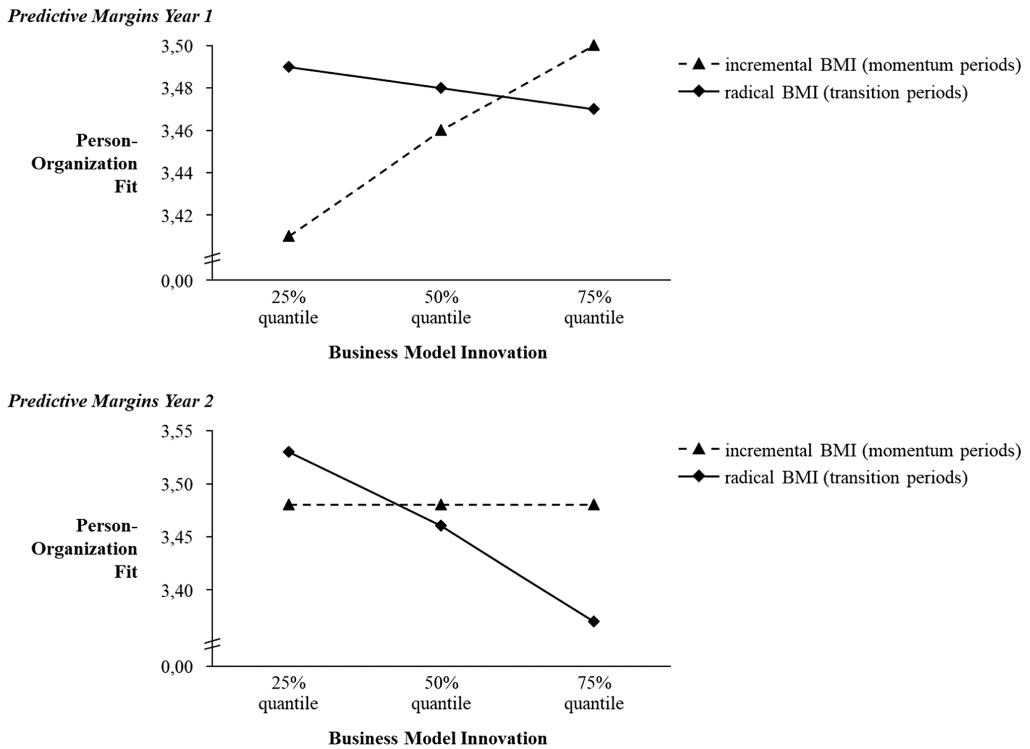 Predictive Margins Year 1
3,50
3,48
3,46
3,44
3,42
0,00
Person-
Organization
Fit
25% 50% 75%
quantile quantile quantile
Business Model Innovation
incremental BMI (momentum periods)
radical BMI (transition periods)
Predictive Margins Year 2
3,55
3,50
3,45
3,40
0,00
Person-
Organization
Fit
25% 50% 75%
quantile quantile quantile
Business Model Innovation
incremental BMI (momentum periods)
radical BMI (transition periods)